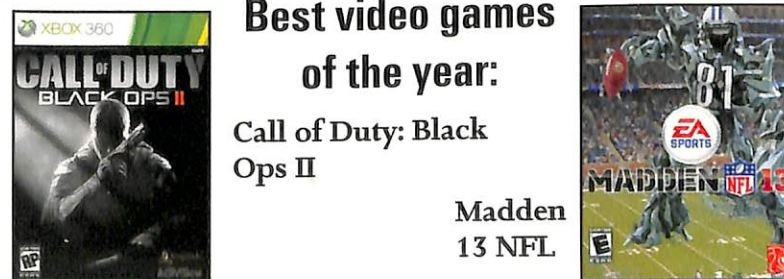 XBOX 360
CALL OF DUTY
BLACK OPS II
RP
Best video games
of the year:
Call of Duty: Black
Ops II
Madden
13 NFL
81
EA
SPORTS
MADDEN NFL 13
E